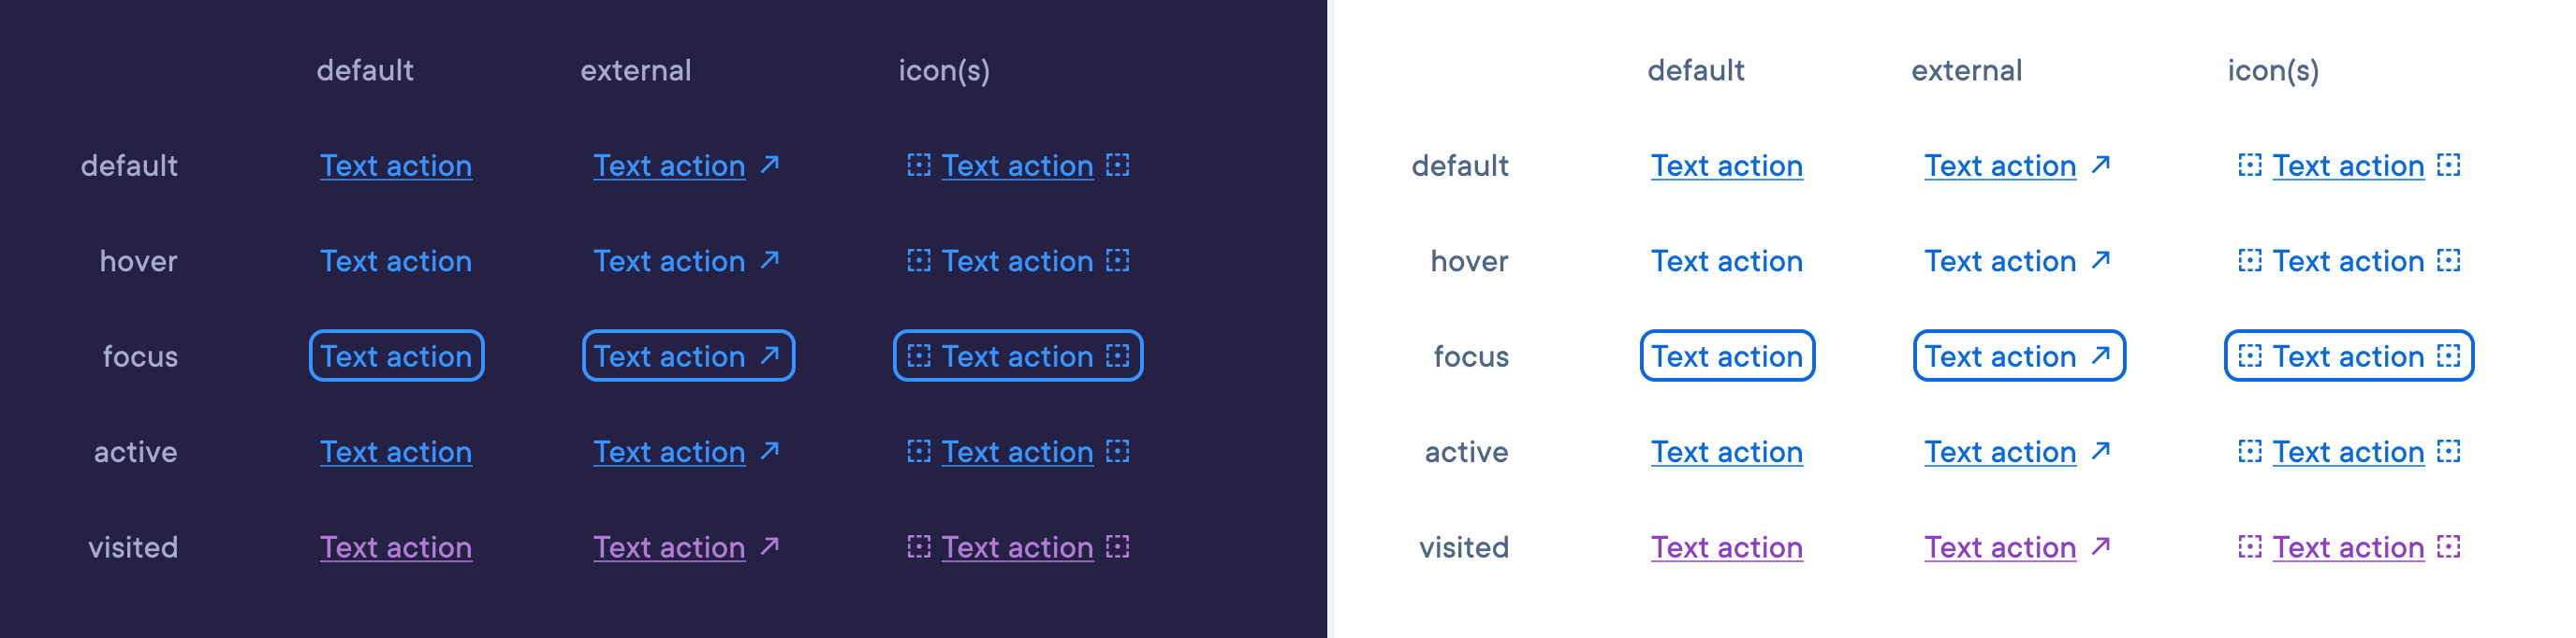 default external icon(s)
default Text action Text action Text action
hover Text action Text action Text action
focus Text action Text action Text action
active Text action Text action Text action
visited Text action Text action Text action
default external icon(s)
default Text action Text action Text action
hover Text action Text action Text action
focus Text action Text action Text action
active Text action Text action Text action
visited Text action Text action Text action